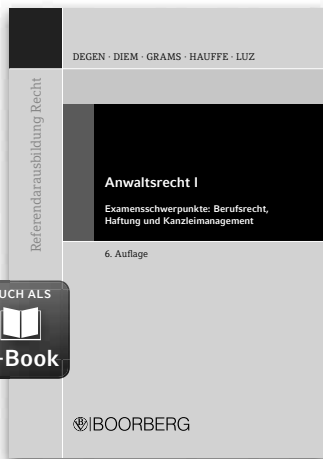 DEGEN · DIEM · GRAMS · HAUFFE · LUZ
Referendarausbildung Recht
Anwaltsrecht I
Examensschwerpunkte: Berufsrecht,
Haftung und Kanzleimanagement
6. Auflage
UCH ALS
-Book
BOORBERG